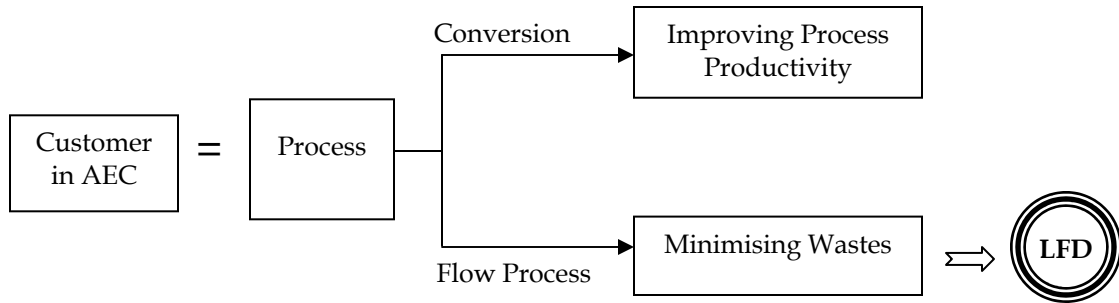 Conversion
Improving Process
Productivity
Customer
in AEC
=
Process
Minimising Wastes
LFD
Flow Process